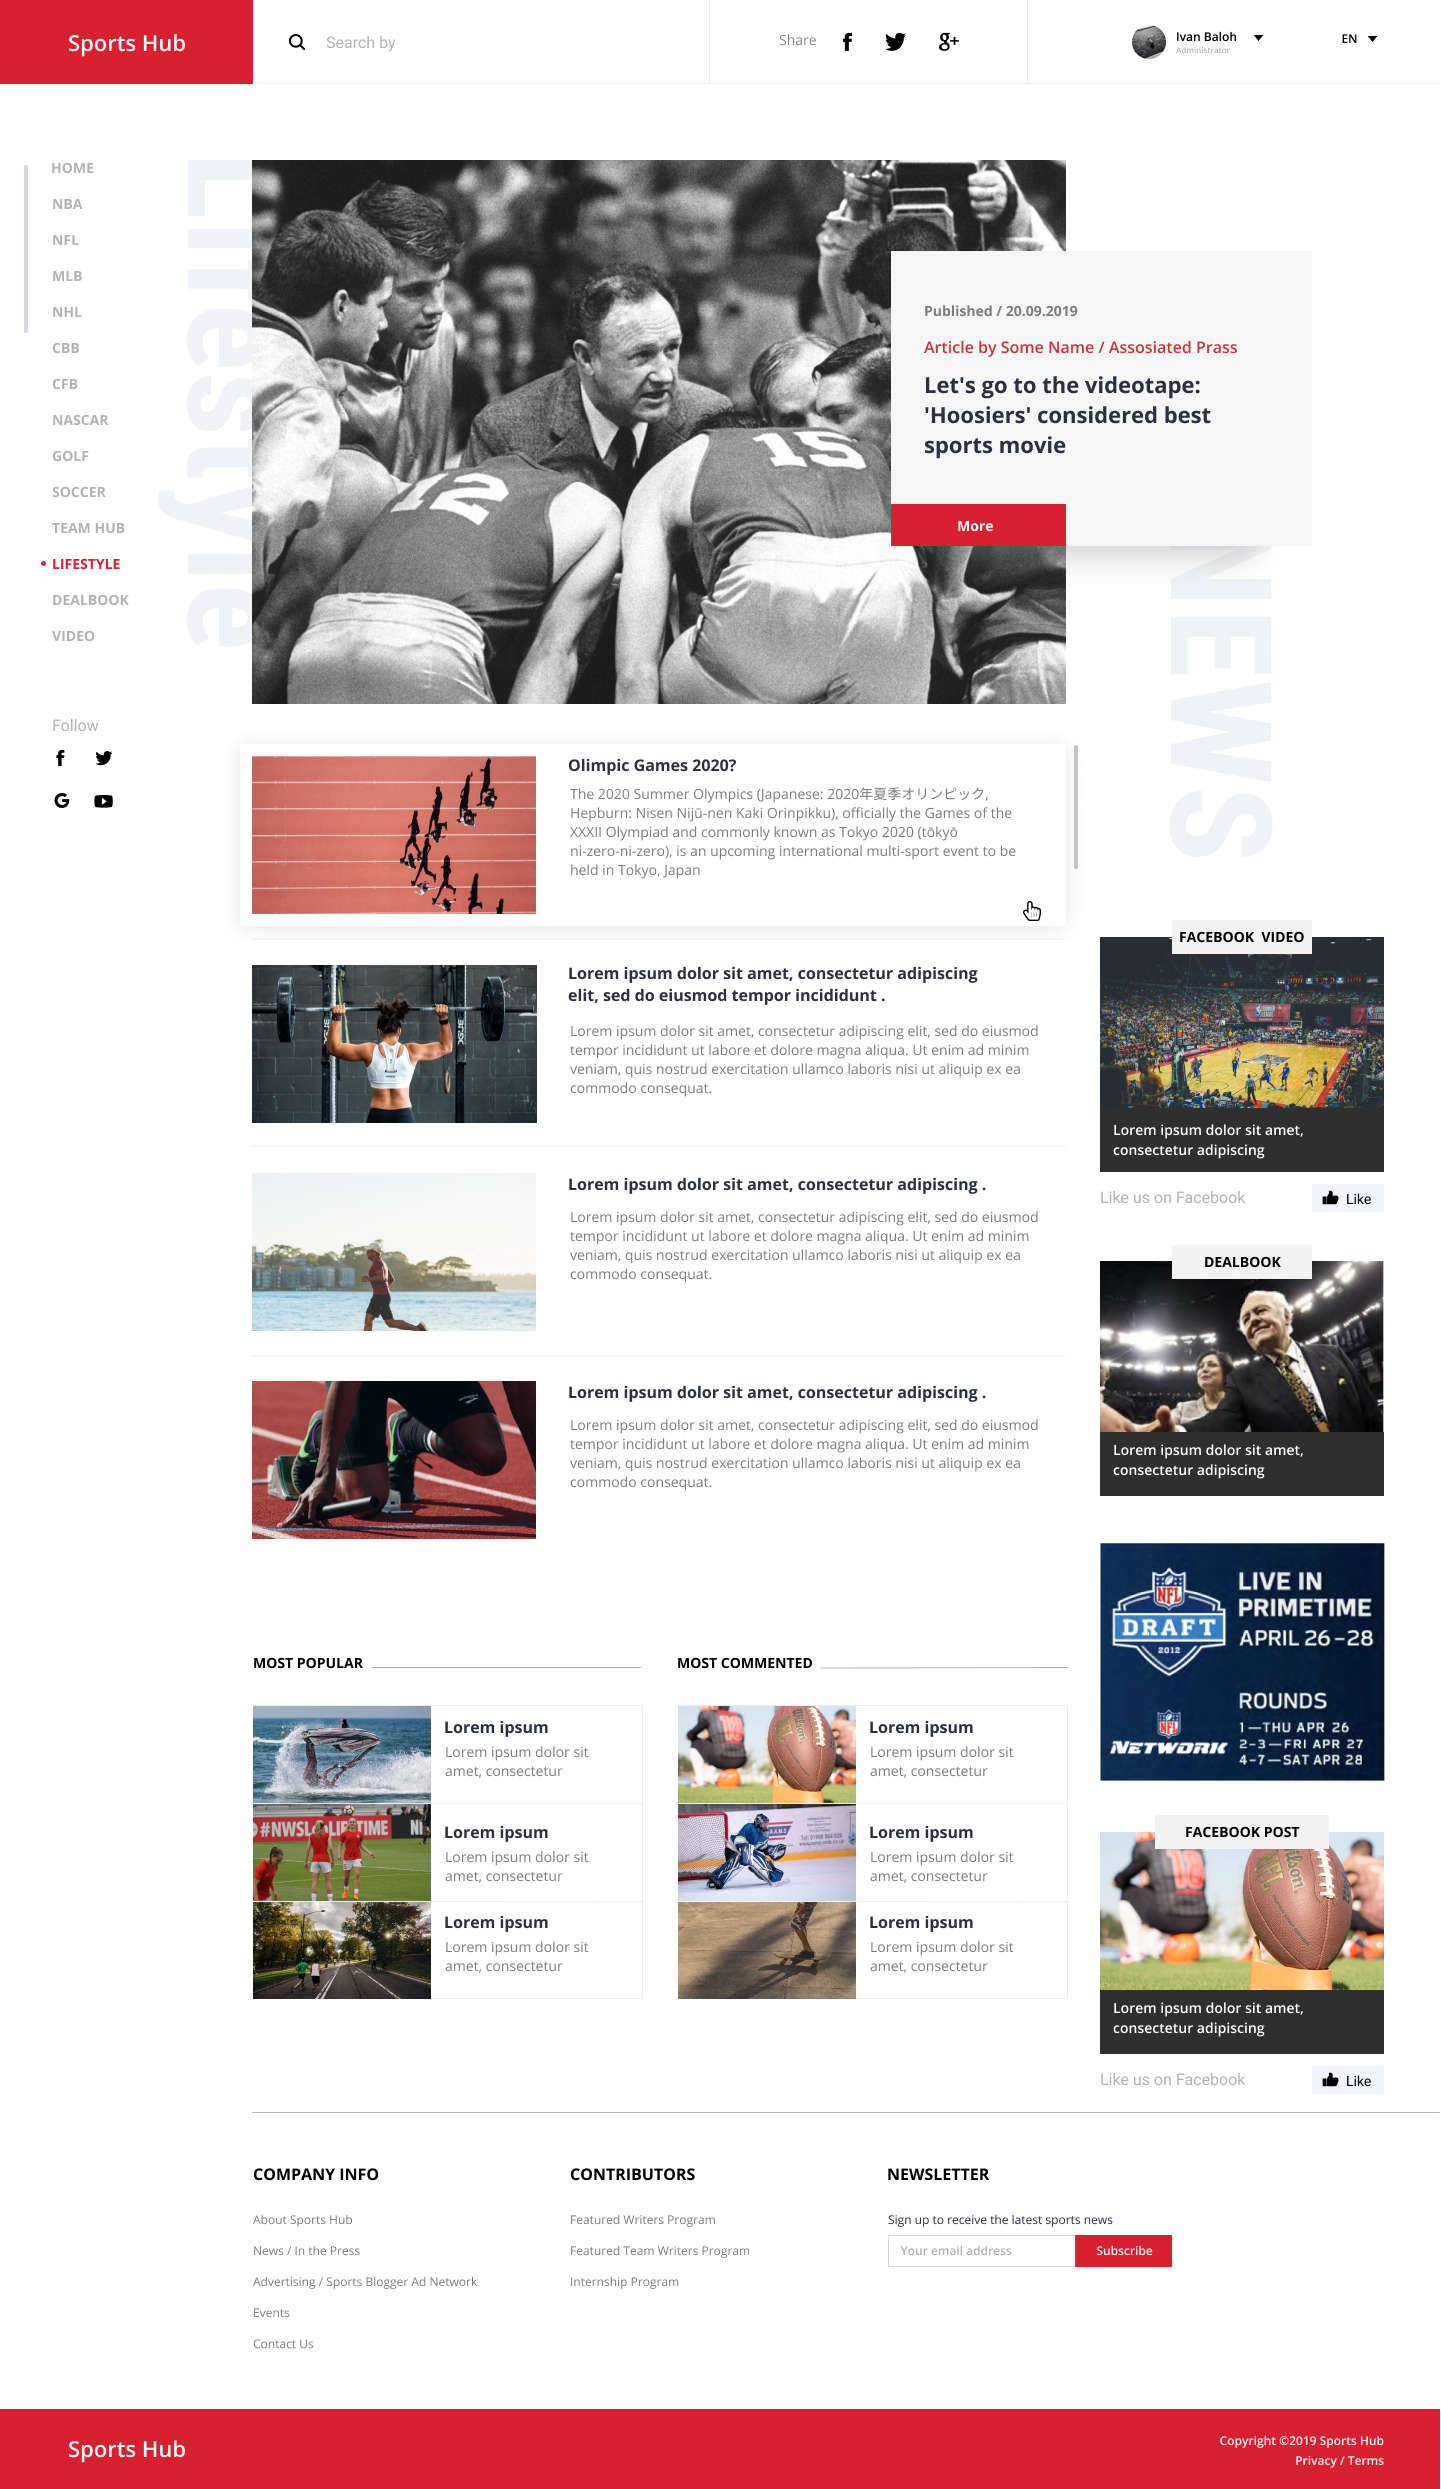 Sports Hub
Search by
Share
Ivan Baloh
Administrator
EN
HOME
NBA
NFL
MLB
NHL
CBB
CFB
NASCAR
GOLF
SOCCER
TEAM HUB
LIFESTYLE
DEALBOOK
VIDEO
Lifestyle
Follow
12
15
Published / 20.09.2019
Article by Some Name / Assosiated Prass
Let's go to the videotape:
'Hoosiers' considered best
sports movie
More
NEWS
Olimpic Games 2020?
The 2020 Summer Olympics (Japanese: 2020年夏季オリンピック,
Hepburn: Nisen Nijū-nen Kaki Orinpikku), officially the Games of the
XXXII Olympiad and commonly known as Tokyo 2020 (tōkyō
ni-zero-ni-zero), is an upcoming international multi-sport event to be
held in Tokyo, Japan
Lorem ipsum dolor sit amet, consectetur adipiscing
elit, sed do eiusmod tempor incididunt .
Lorem ipsum dolor sit amet, consectetur adipiscing elit, sed do eiusmod
tempor incididunt ut labore et dolore magna aliqua. Ut enim ad minim
veniam, quis nostrud exercitation ullamco laboris nisi ut aliquip ex ea
commodo consequat.
Lorem ipsum dolor sit amet, consectetur adipiscing .
Lorem ipsum dolor sit amet, consectetur adipiscing elit, sed do eiusmod
tempor incididunt ut labore et dolore magna aliqua. Ut enim ad minim
veniam, quis nostrud exercitation ullamco laboris nisi ut aliquip ex ea
commodo consequat.
Lorem ipsum dolor sit amet, consectetur adipiscing .
Lorem ipsum dolor sit amet, consectetur adipiscing elit, sed do eiusmod
tempor incididunt ut labore et dolore magna aliqua. Ut enim ad minim
veniam, quis nostrud exercitation ullamco laboris nisi ut aliquip ex ea
commodo consequat.
FACEBOOK VIDEO
Lorem ipsum dolor sit amet,
consectetur adipiscing
Like us on Facebook
Like
DEALBOOK
Lorem ipsum dolor sit amet,
consectetur adipiscing
NFL
DRAFT
2012
LIVE IN
PRIMETIME
APRIL 26-28
NFL
NETWORK
ROUNDS
1—THU APR 26
2-3—FRI APR 27
4-7—SAT APR 28
FACEBOOK POST
Wilson
NFL
Lorem ipsum dolor sit amet,
consectetur adipiscing
Like us on Facebook
Like
MOST POPULAR
Lorem ipsum
Lorem ipsum dolor sit
amet, consectetur
#NWSL
LIFETIME
Lorem ipsum
Lorem ipsum dolor sit
amet, consectetur
Lorem ipsum
Lorem ipsum dolor sit
amet, consectetur
MOST COMMENTED
Wilson
NFL
Lorem ipsum
Lorem ipsum dolor sit
amet, consectetur
Lorem ipsum
Lorem ipsum dolor sit
amet, consectetur
Lorem ipsum
Lorem ipsum dolor sit
amet, consectetur
COMPANY INFO
About Sports Hub
News / In the Press
Advertising / Sports Blogger Ad Network
Events
Contact Us
CONTRIBUTORS
Featured Writers Program
Featured Team Writers Program
Internship Program
NEWSLETTER
Sign up to receive the latest sports news
Your email address
Subscribe
Sports Hub
Copyright ©2019 Sports Hub
Privacy / Terms